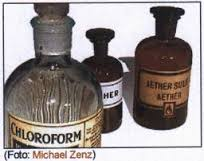 CHLOROFORM
HER
AETHER SULF
AETHER
(Foto: Michael Zenz)